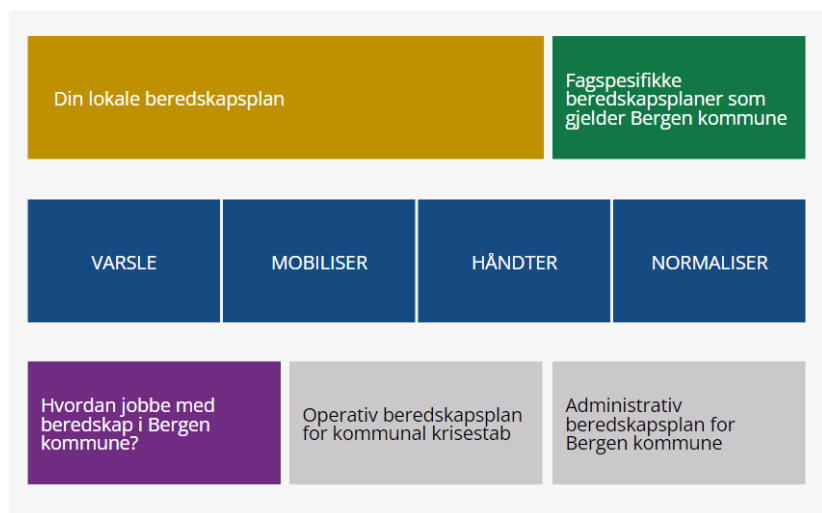 Din lokale beredskapsplan
Fagspesifikke
beredskapsplaner som
gjelder Bergen kommune
VARSLE
MOBILISER
HÅNDTER
NORMALISER
Hvordan jobbe med
beredskap i Bergen
kommune?
Operativ beredskapsplan
for kommunal krisestab
Administrativ
beredskapsplan for
Bergen kommune